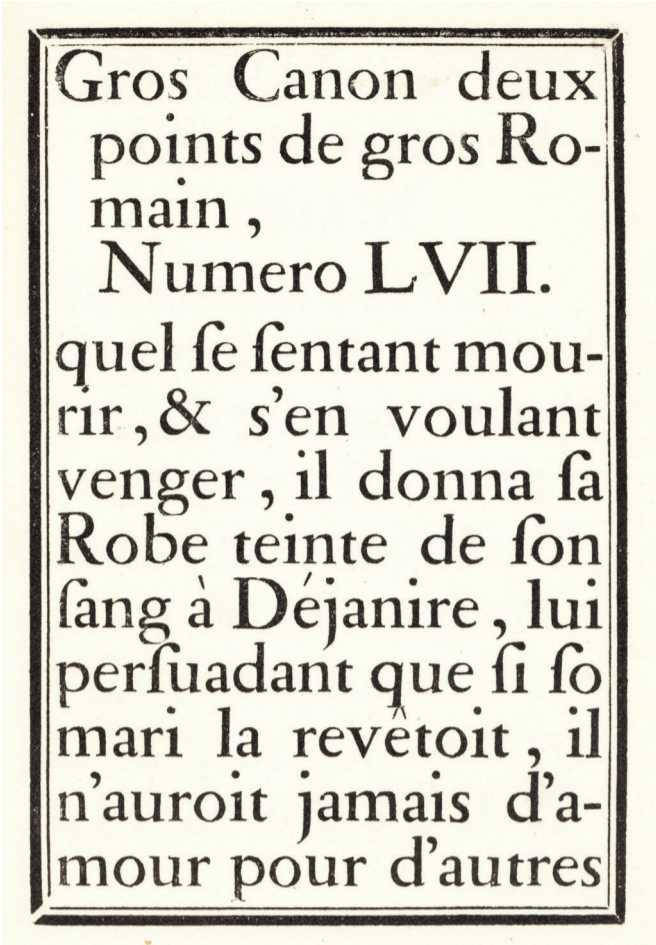 Gros Canon deux
points de gros Ro-
main ,
Numero LVII.
quel ſe ſentant mou-
rir , & s'en voulant
venger , il donna ſa
Robe teinte de ſon
ſang à Déjanire , lui
perſuadant que ſi ſo
mari la revêtoit , il
n'auroit jamais d'a-
mour pour d'autres